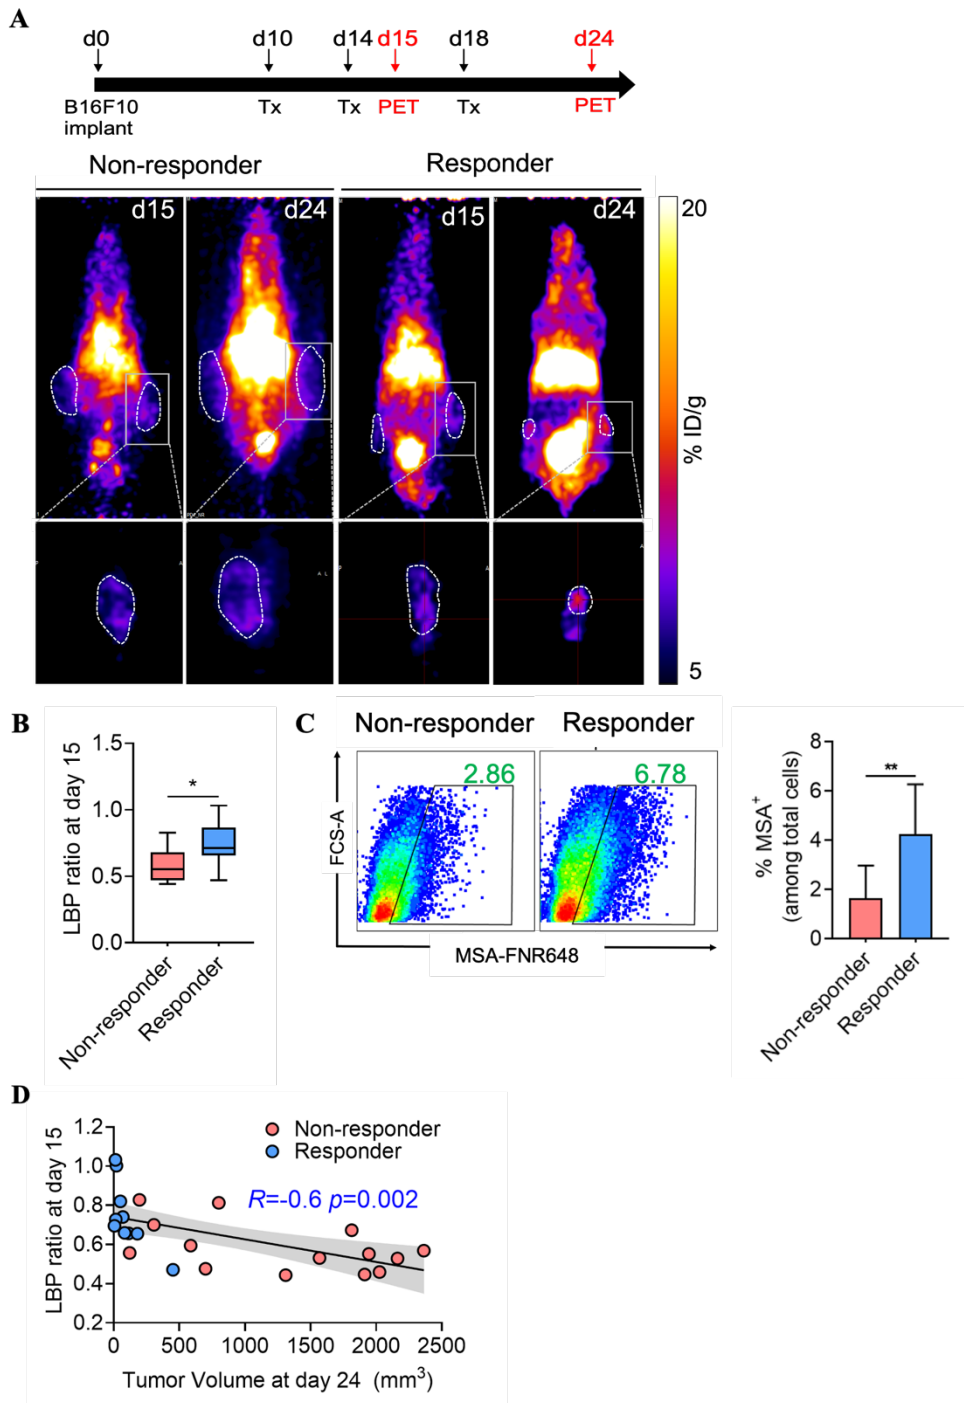 A
d0 d10 d14 d15 d18 d24
B16F10 implant Tx Tx PET Tx PET
Non-responder Responder
d15 d24 d15 d24
20
% ID/g
5
B
LBP ratio at day 15
1.5
1.0
0.5
0.0
*
Non-responder
Responder
C
Non-responder Responder
2.86 6.78
FCS-A
MSA-FNR648
% MSA+
(among total cells)
8
6
4
2
0
**
Non-responder
Responder
D
LBP ratio at day 15
1.2
1.0
0.8
0.6
0.4
0.2
Non-responder
Responder
R=-0.6 p=0.002
0 500 1000 1500 2000 2500
Tumor Volume at day 24 (mm3)